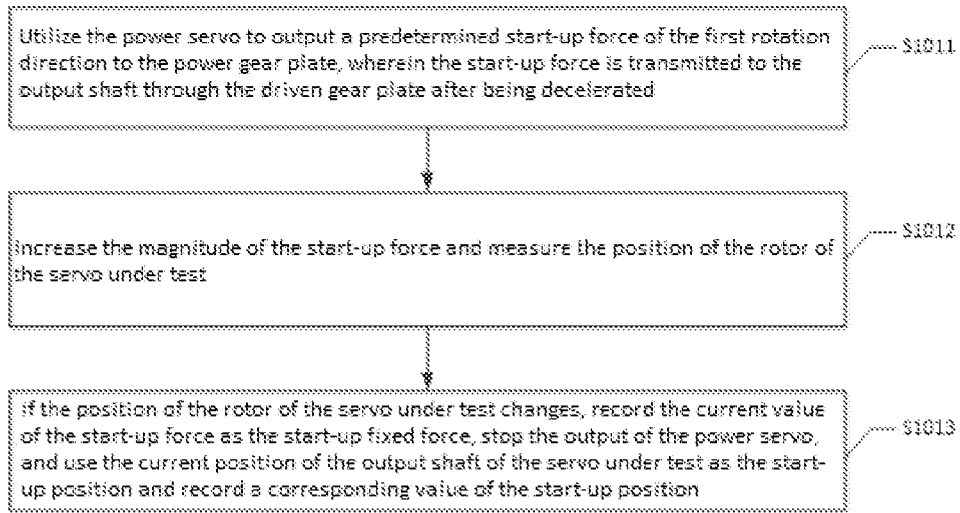 Utilize the power servo to output a predetermined start-up force of the first rotation
direction to the power gear plate, wherein the start-up force is transmitted to the
output shaft through the driven gear plate after being decelerated
S1011
Increase the magnitude of the start-up force and measure the position of the rotor of
the servo under test
S1012
If the position of the rotor of the servo under test changes, record the current value
of the start-up force as the start-up fixed force, stop the output of the power servo,
and use the current position of the output shaft of the servo under test as the start-
up position and record a corresponding value of the start-up position
S1013